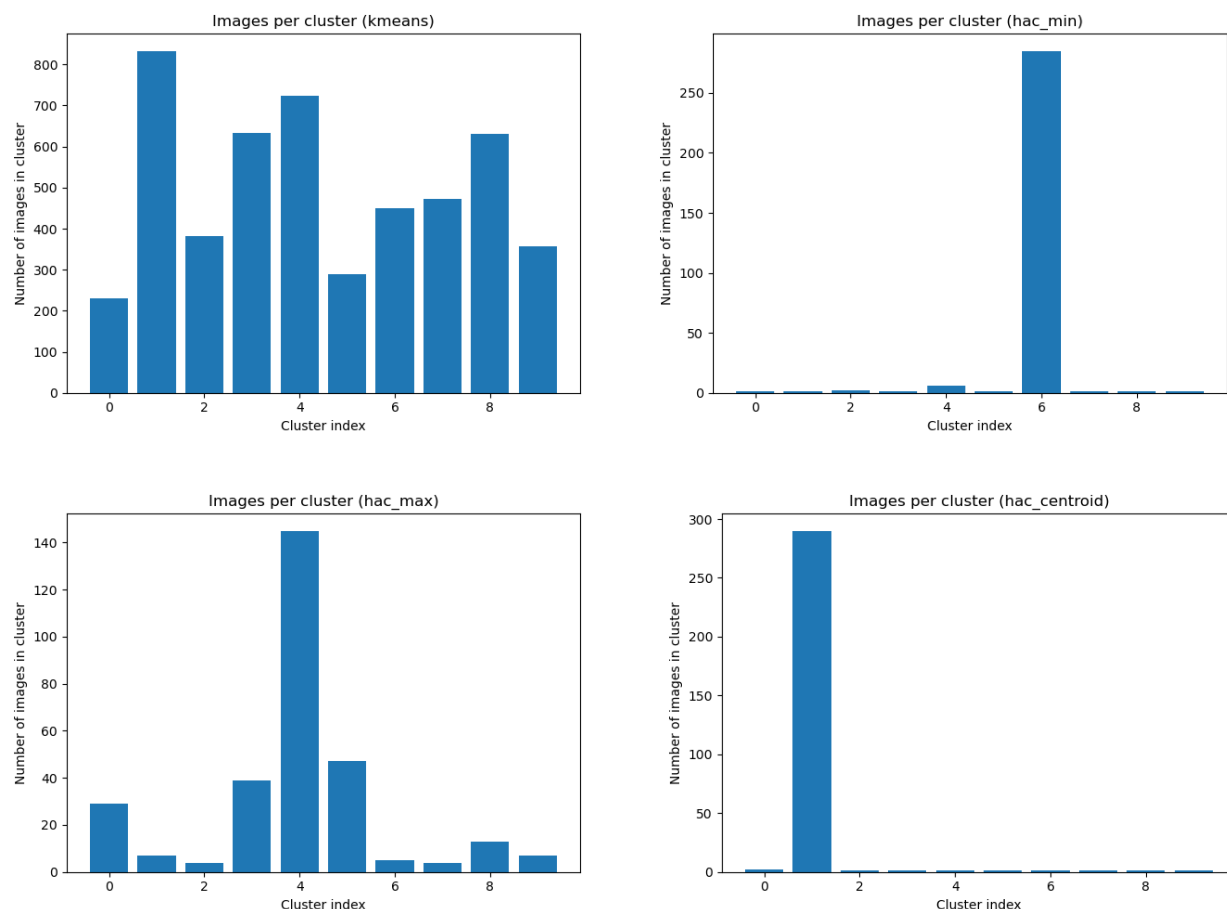 Images per cluster (kmeans)
Number of images in cluster
800
700
600
500
400
300
200
100
0
0 2 4 6 8
Cluster index
Images per cluster (hac_min)
Number of images in cluster
250
200
150
100
50
0
0 2 4 6 8
Cluster index
Images per cluster (hac_max)
Number of images in cluster
140
120
100
80
60
40
20
0
0 2 4 6 8
Cluster index
Images per cluster (hac_centroid)
Number of images in cluster
300
250
200
150
100
50
0
0 2 4 6 8
Cluster index